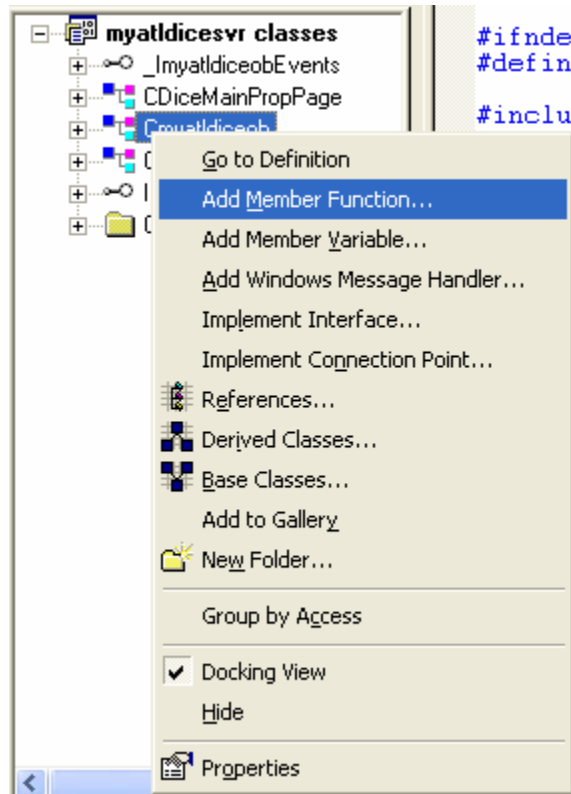 myatldicesvr classes
_ImyatldiceobEvents
CDiceMainPropPage
Cmyatldiceob
#ifnde
#defin
#inclu
Go to Definition
Add Member Function...
Add Member Variable...
Add Windows Message Handler...
Implement Interface...
Implement Connection Point...
References...
Derived Classes...
Base Classes...
Add to Gallery
New Folder...
Group by Access
Docking View
Hide
Properties